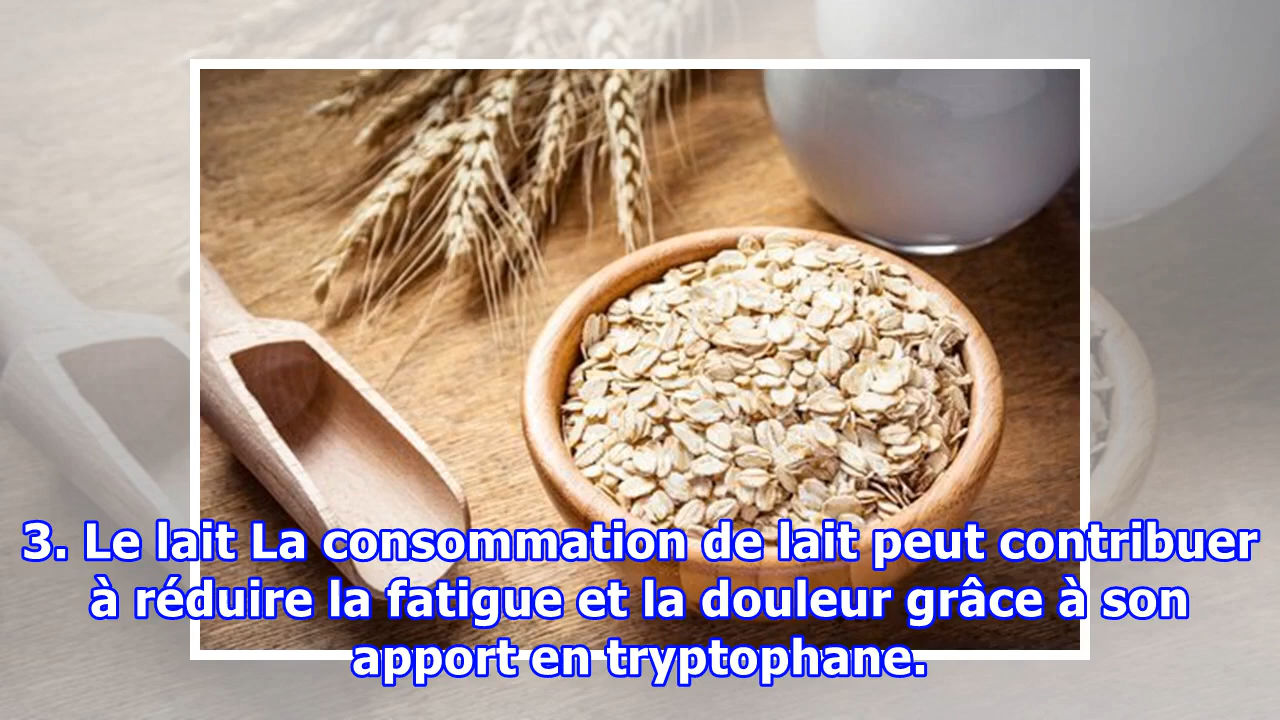 3. Le lait La consommation de lait peut contribuer
à réduire la fatigue et la douleur grâce à son
apport en tryptophane.